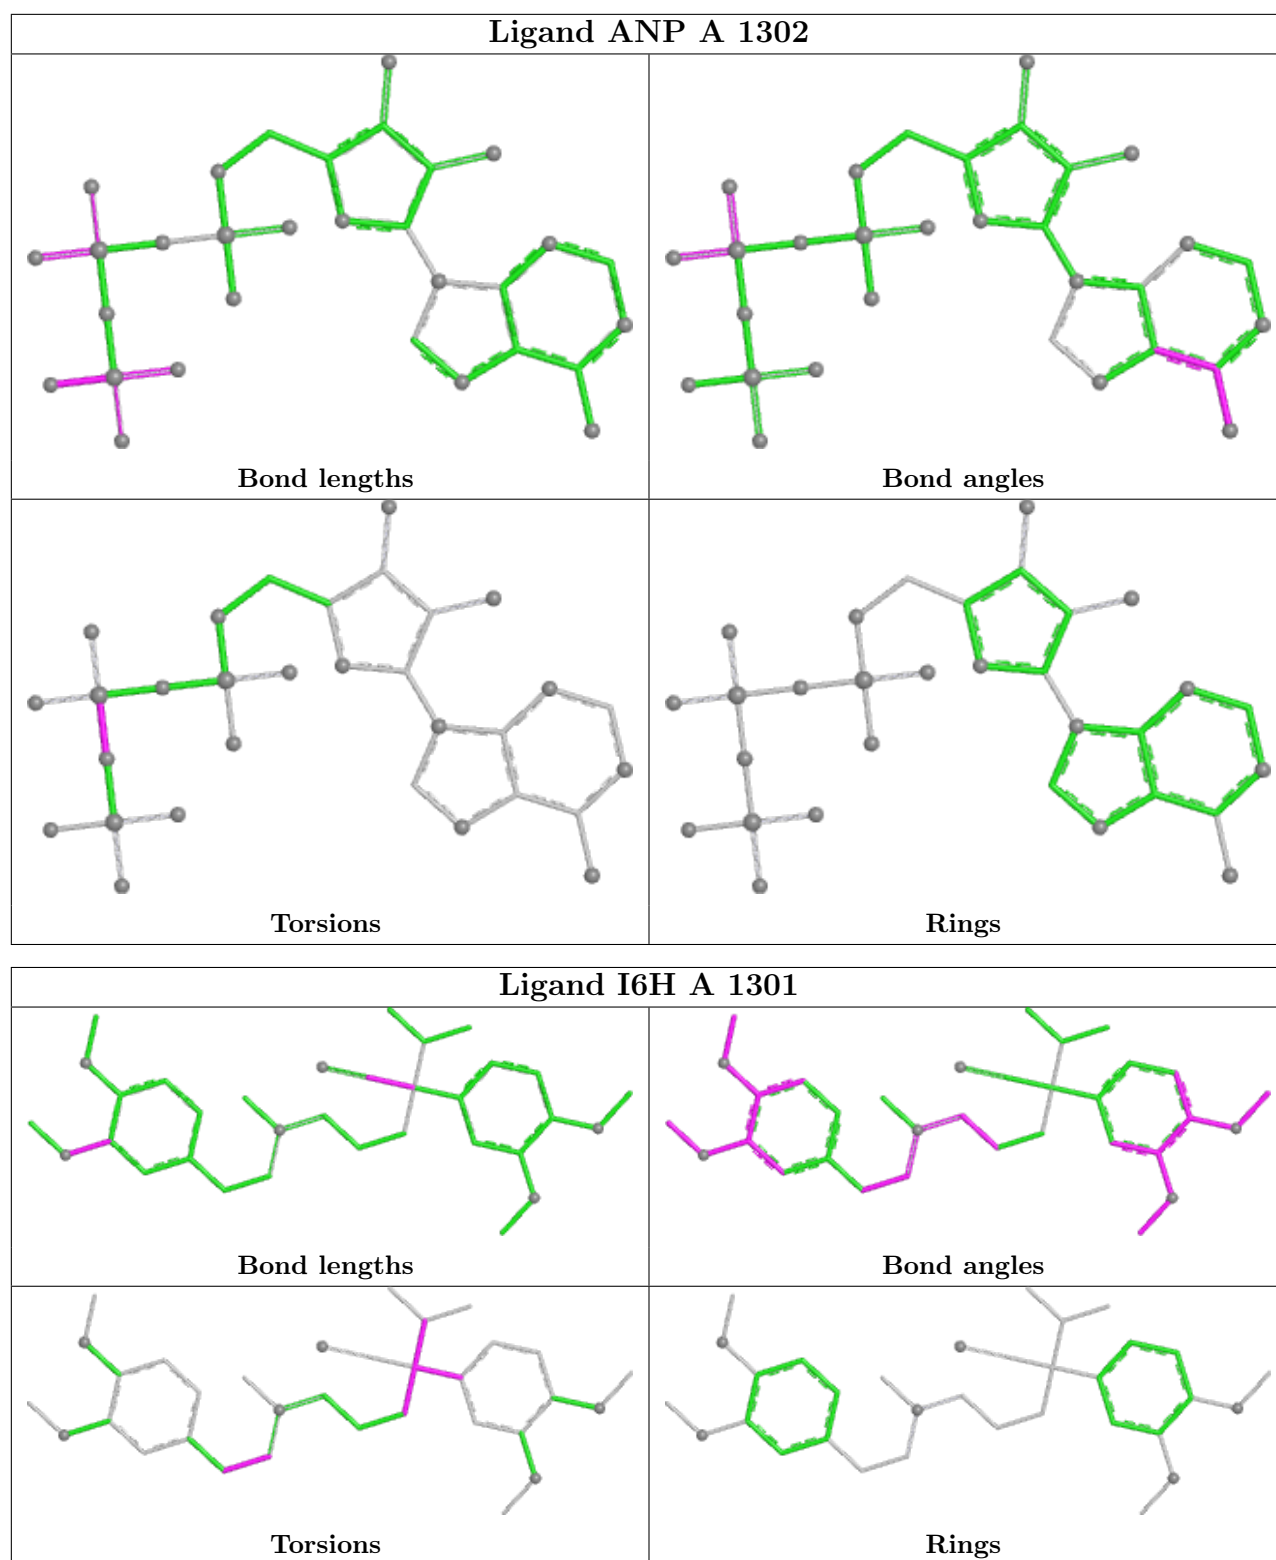 Ligand ANP A 1302
Bond lengths
Bond angles
Torsions
Rings
Ligand I6H A 1301
Bond lengths
Bond angles
Torsions
Rings